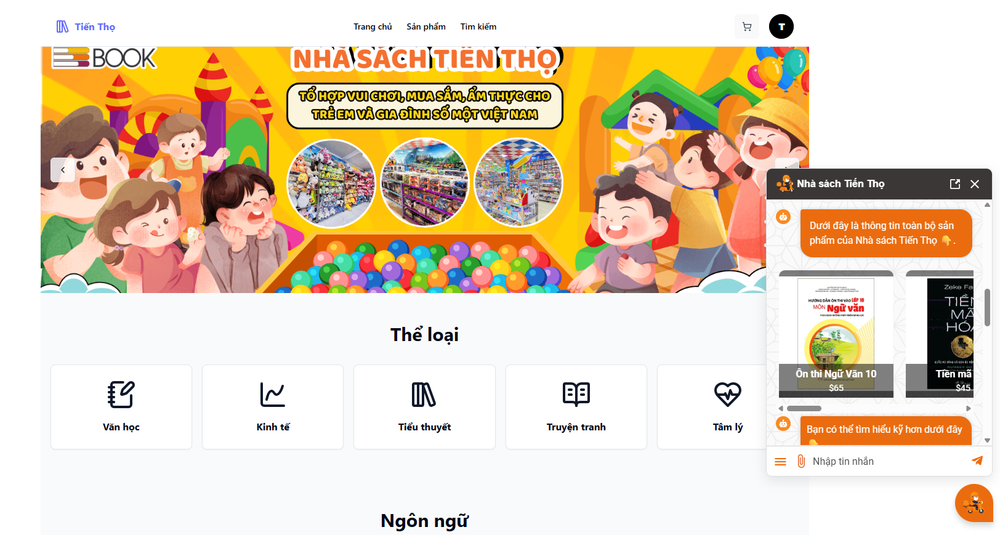 Tiến Thọ
Trang chủ
Sản phẩm
Tìm kiếm
T
BOOK
NHÀ SÁCH TIẾN THỌ
TỔ HỢP VUI CHƠI, MUA SẮM, ẨM THỰC CHO
TRẺ EM VÀ GIA ĐÌNH SỐ MỘT VIỆT NAM
Thể loại
Văn học
Kinh tế
Tiểu thuyết
Truyện tranh
Tâm lý
Ngôn ngữ
Nhà sách Tiến Thọ
Dưới đây là thông tin toàn bộ sản
phẩm của Nhà sách Tiến Thọ 👇.
HƯỚNG DẪN ÔN THI VÀO LỚP 10
MÔN Ngữ văn
Ôn thi Ngữ Văn 10
$65
Zeke Fa
TIỀN
MÃ
HÓA
Tiền mã
$45
Bạn có thể tìm hiểu kỹ hơn dưới đây
Nhập tin nhắn